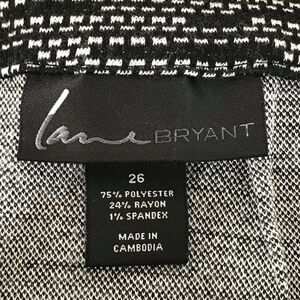 lane BRYANT
26
75% POLYESTER
24% RAYON
1% SPANDEX
MADE IN
CAMBODIA